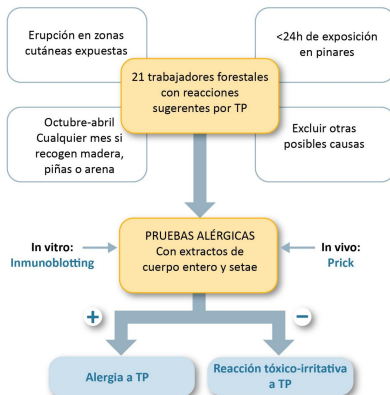 Erupción en zonas
cutáneas expuestas
<24h de exposición
en pinares
21 trabajadores forestales
con reacciones
sugerentes por TP
Octubre-abril
Cualquier mes si
recogen madera,
piñas o arena
Excluir otras
posibles causas
In vitro:
Inmunoblotting
PRUEBAS ALÉRGICAS
Con extractos de
cuerpo entero y setae
In vivo:
Prick
+
−
Alergia a TP
Reacción tóxico-irritativa
a TP